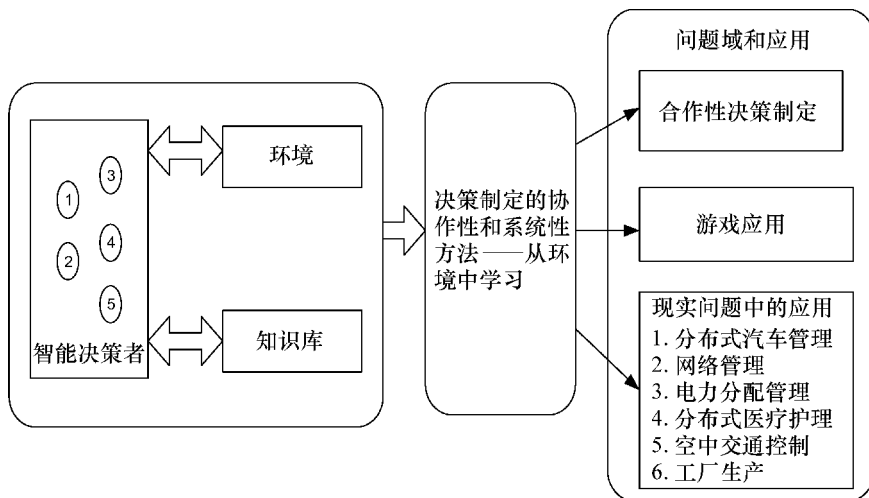 1
2
3
4
5
智能决策者
环境
知识库
决策制定的协
作性和系统性
方法——从环
境中学习
问题域和应用
合作性决策制定
游戏应用
现实问题中的应用
1. 分布式汽车管理
2. 网络管理
3. 电力分配管理
4. 分布式医疗护理
5. 空中交通控制
6. 工厂生产